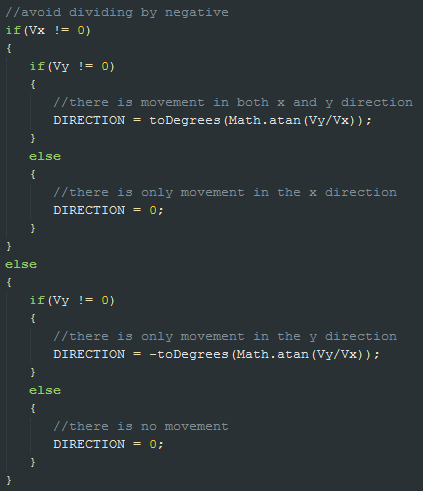 //avoid dividing by negative
if(Vx != 0)
{
if(Vy != 0)
{
//there is movement in both x and y direction
DIRECTION = toDegrees(Math.atan(Vy/Vx));
}
else
{
//there is only movement in the x direction
DIRECTION = 0;
}
}
else
{
if(Vy != 0)
{
//there is only movement in the y direction
DIRECTION = -toDegrees(Math.atan(Vy/Vx));
}
else
{
//there is no movement
DIRECTION = 0;
}
}